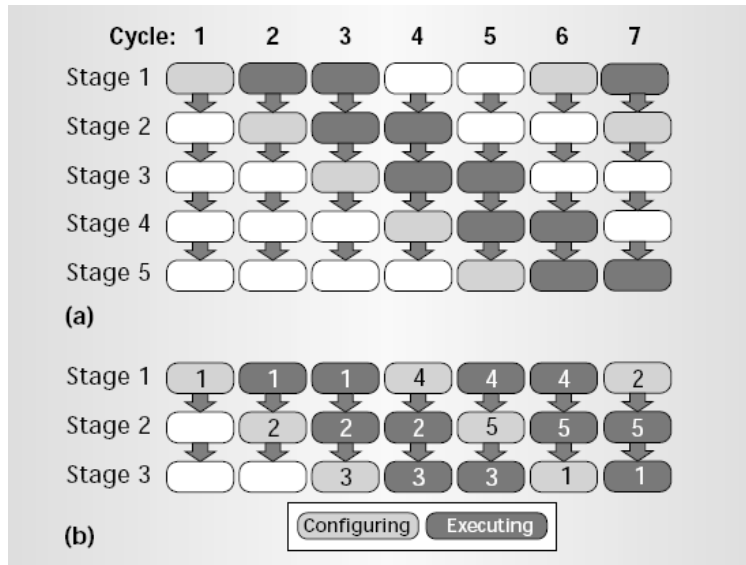 Cycle: 1 2 3 4 5 6 7
Stage 1
Stage 2
Stage 3
Stage 4
Stage 5
(a)
Stage 1 1 1 1 4 4 4 2
Stage 2 2 2 2 5 5 5
Stage 3 3 3 3 1 1
Configuring Executing
(b)